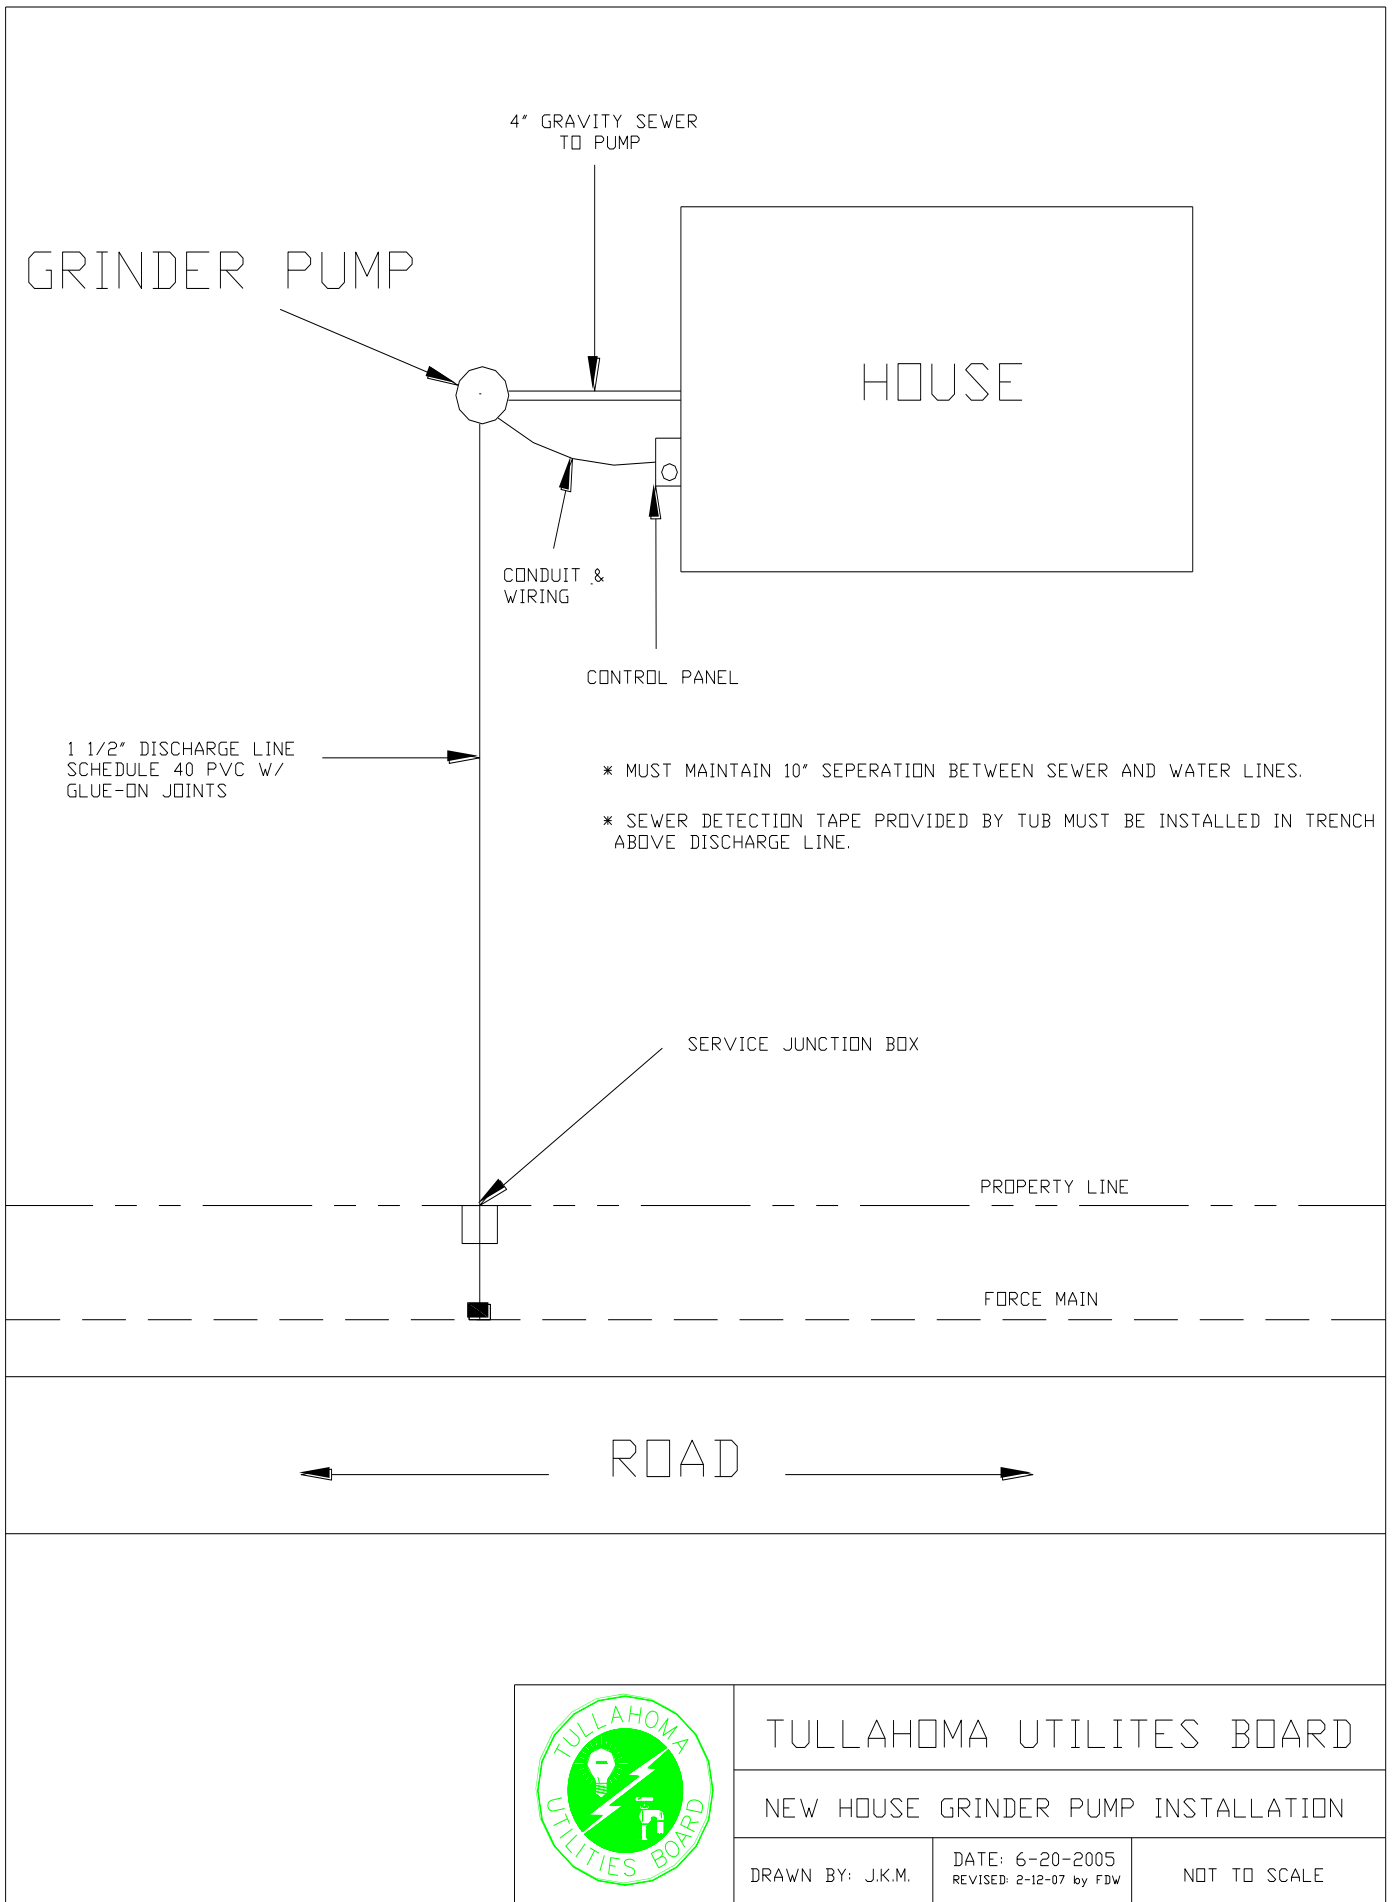 4" GRAVITY SEWER
TO PUMP
GRINDER PUMP
HOUSE
CONDUIT &
WIRING
CONTROL PANEL
1 1/2" DISCHARGE LINE
SCHEDULE 40 PVC W/
GLUE-ON JOINTS
* MUST MAINTAIN 10" SEPERATION BETWEEN SEWER AND WATER LINES.
* SEWER DETECTION TAPE PROVIDED BY TUB MUST BE INSTALLED IN TRENCH
ABOVE DISCHARGE LINE.
SERVICE JUNCTION BOX
PROPERTY LINE
FORCE MAIN
ROAD
TULLAHOMA
UTILITIES BOARD
TULLAHOMA UTILITES BOARD
NEW HOUSE GRINDER PUMP INSTALLATION
DRAWN BY: J.K.M.
DATE: 6-20-2005
REVISED: 2-12-07 by FDW
NOT TO SCALE